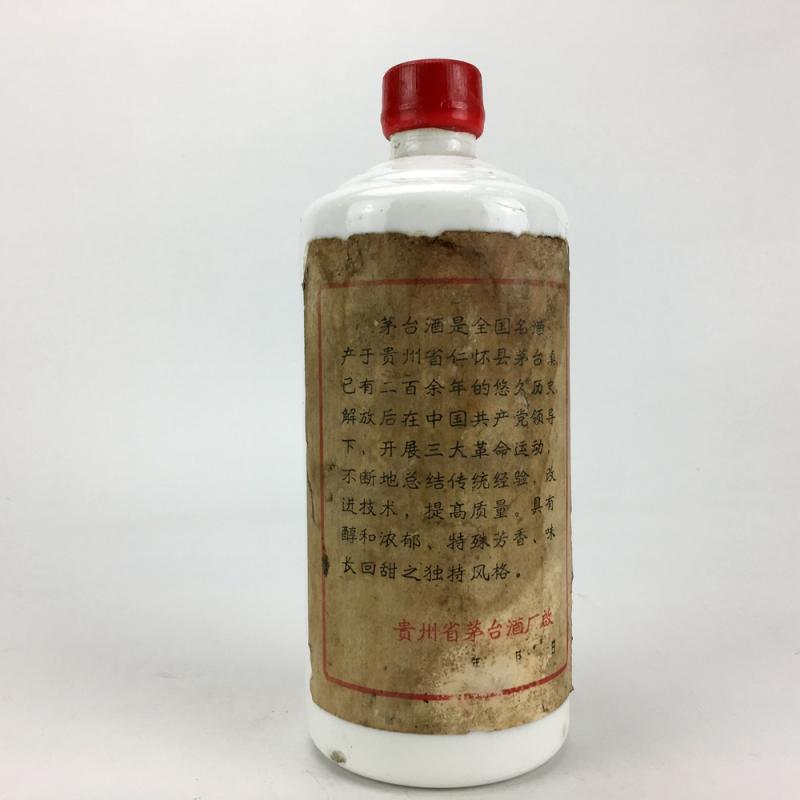 茅台酒是全国名酒，
产于贵州省仁怀县茅台镇，
已有二百余年的悠久历史，
解放后在中国共产党领导
下，开展三大革命运动，
不断地总结传统经验，改
进技术，提高质量。具有
醇和浓郁、特殊芳香、味
长回甜之独特风格。
贵州省茅台酒厂启
年 月 日